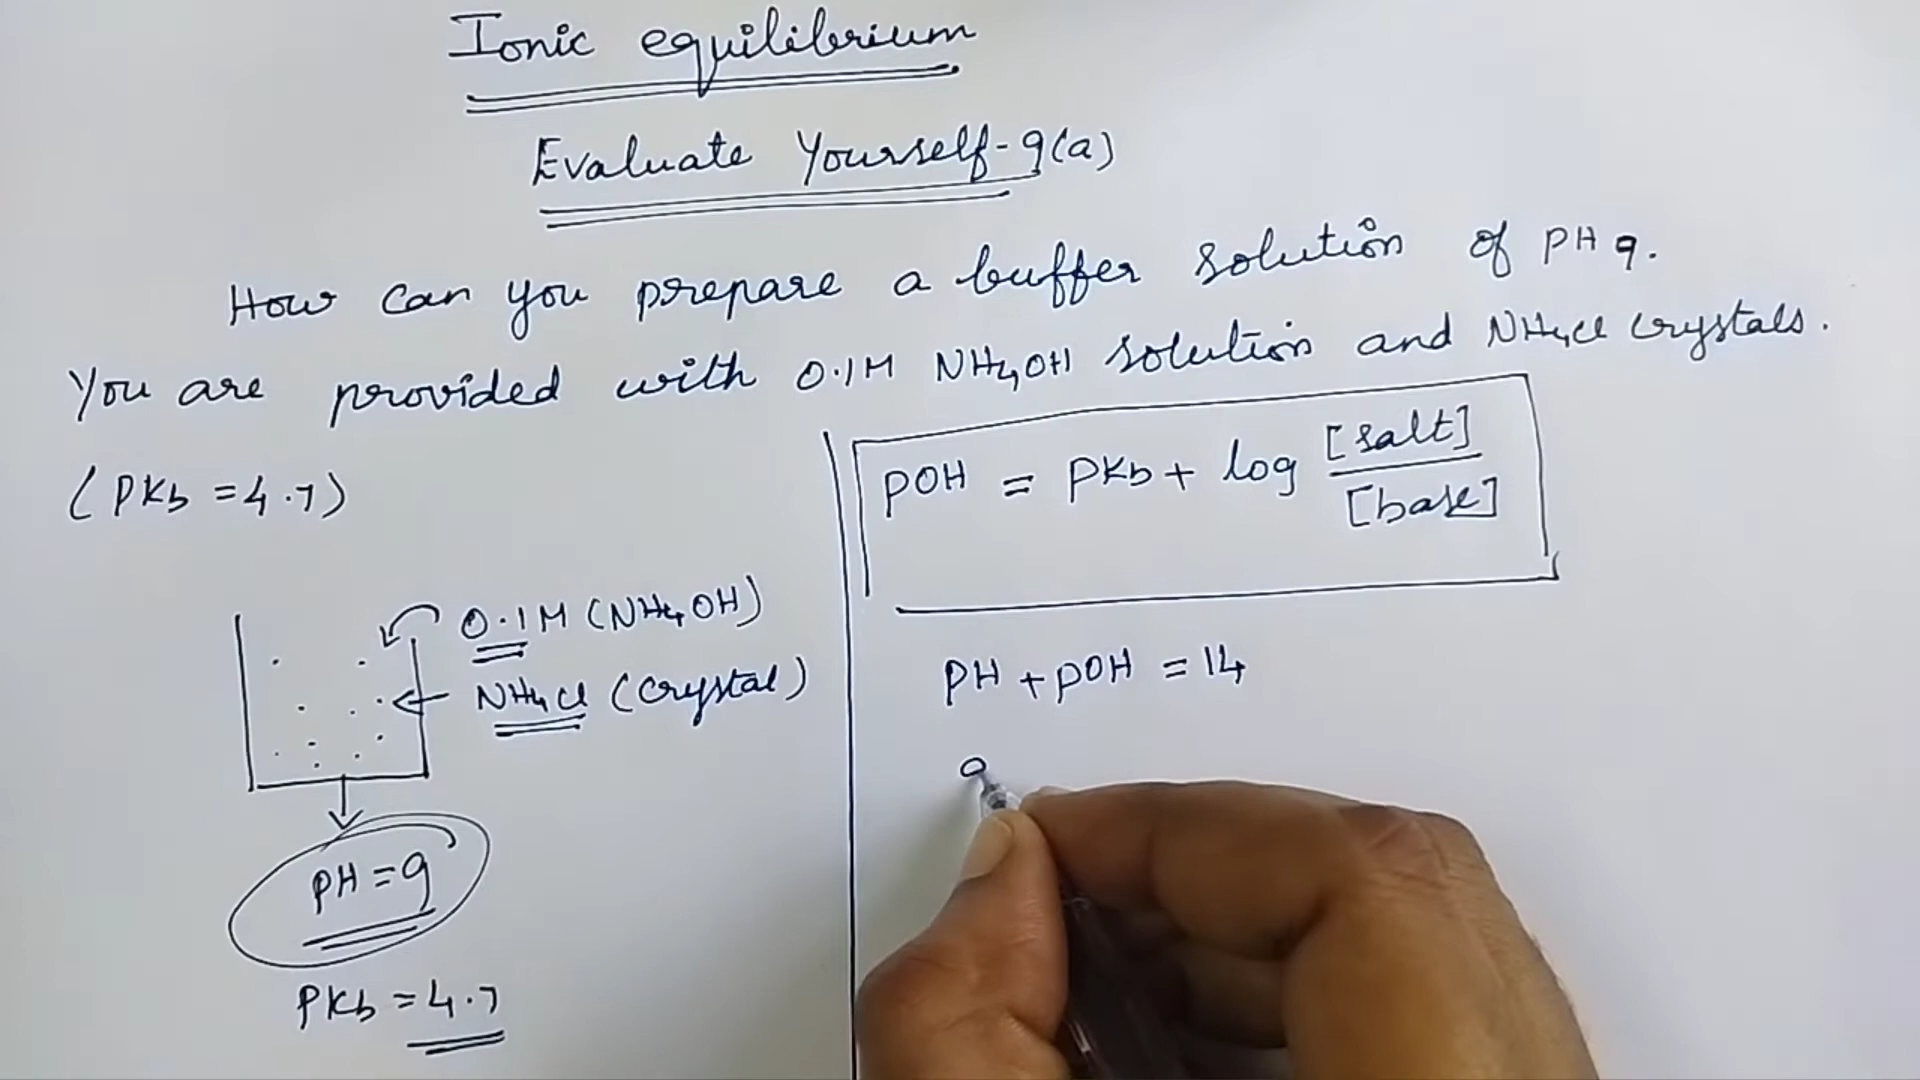 Ionic equilibrium
Evaluate Yourself-9(a)
How can you prepare a buffer solution of PH 9.
You are provided with 0.1M NH4OH solution and NH4Cl crystals.
(PKb = 4.7)
0.1M (NH4OH)
NH4Cl (crystal)
PH = 9
PKb = 4.7
POH = PKb + log [salt]/[base]
PH + POH = 14